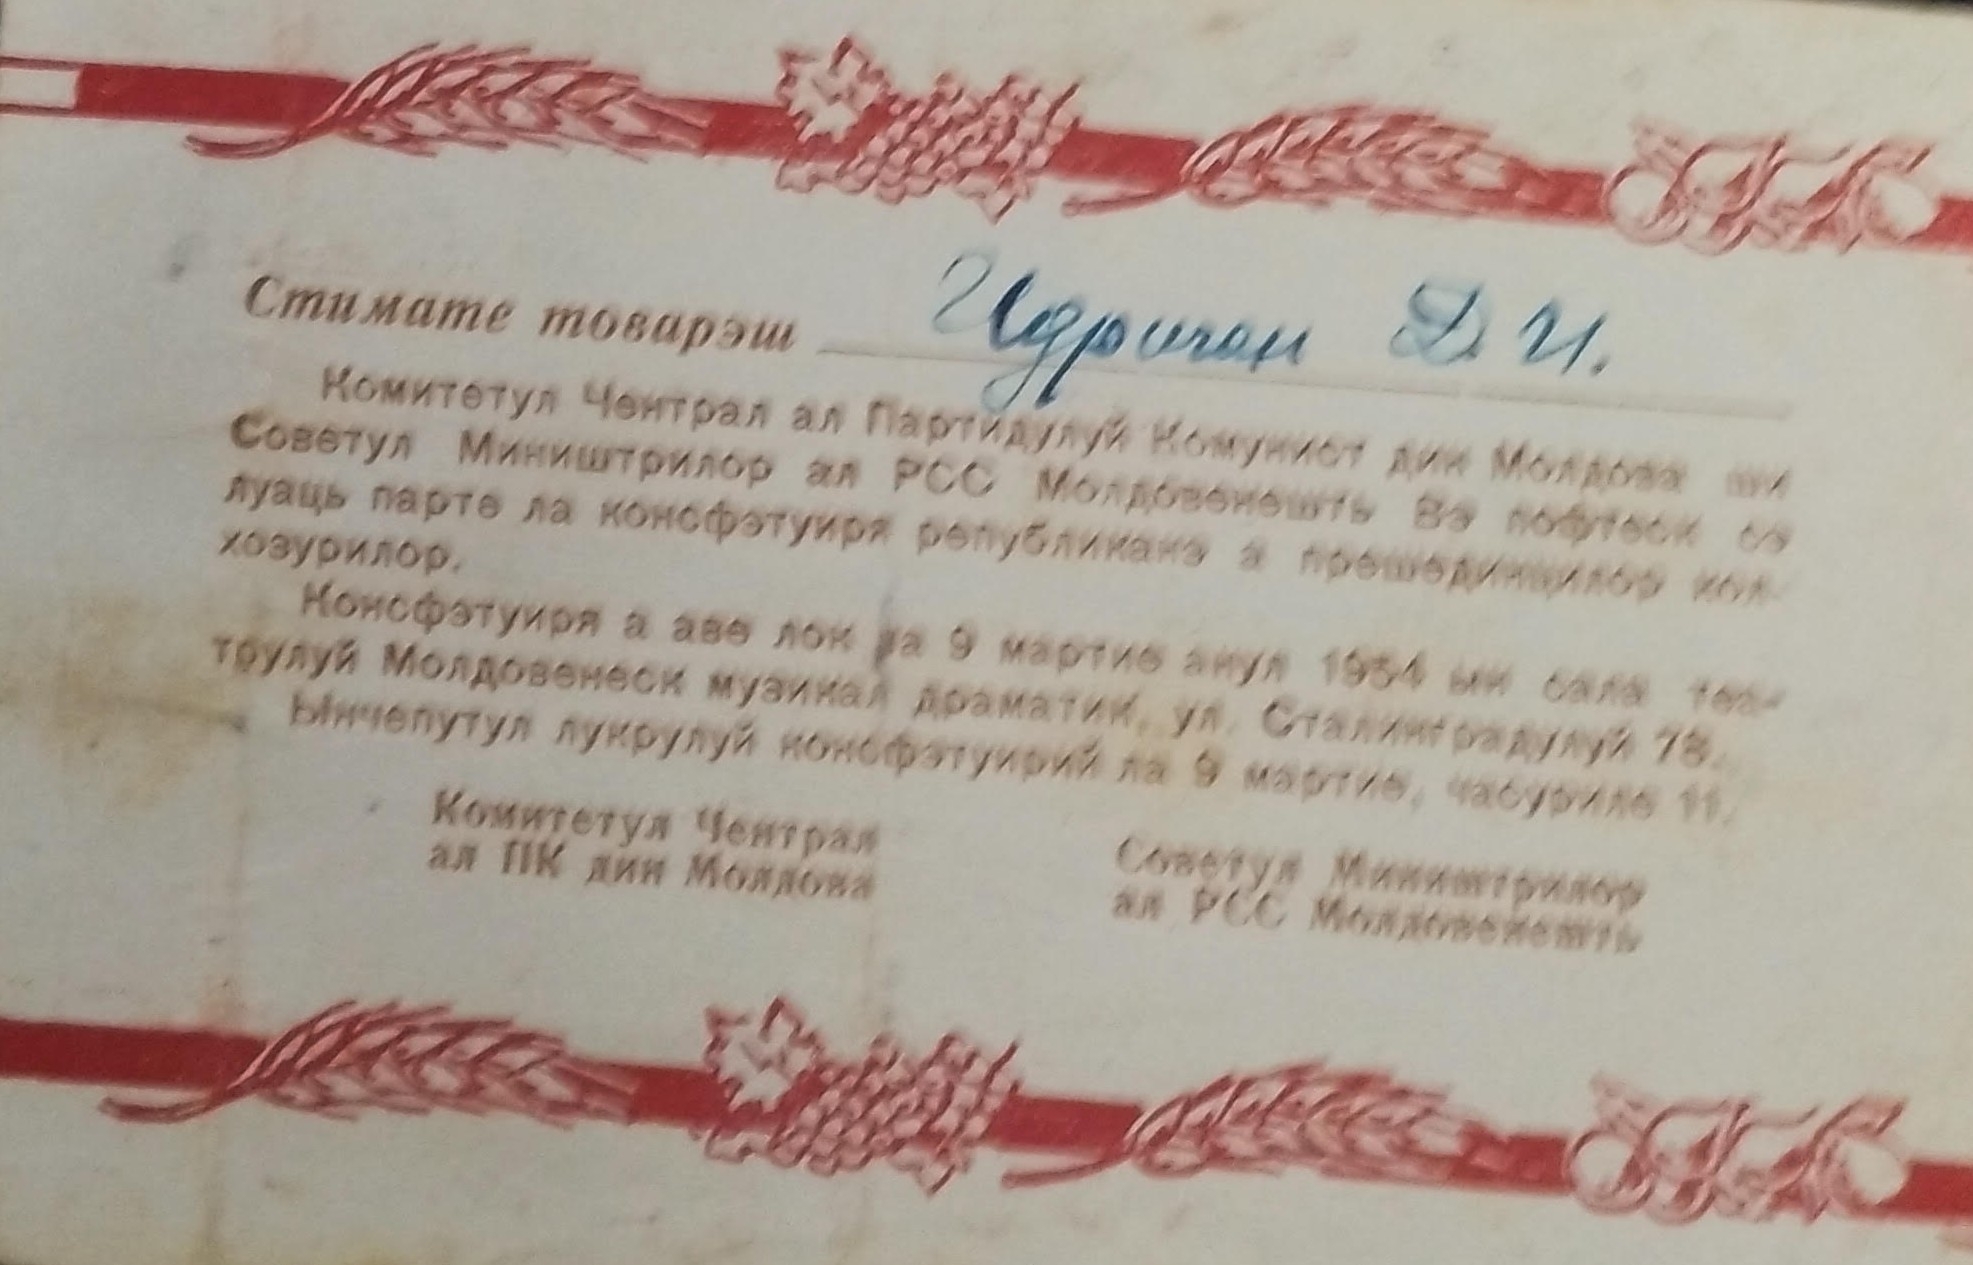 Стимате товарэш Идричан Д. И.
Комитетул Чентрал ал Партидулуй Комунист дин Молдова ши
Советул Миништрилор ал РСС Молдовенешть Вэ пофтеск сэ
луаць парте ла консфэтуиря републиканэ а прешединцилор кол-
хозурилор.
Консфэтуиря а аве лок ла 9 мартие анул 1954 ын сала теа-
трулуй Молдовенеск музикал драматик, ул. Сталинградулуй 78.
Ынчепутул лукрулуй консфэтуирий ла 9 мартие, часуриле 11.
Комитетул Чентрал
ал ПК дин Молдова
Советул Миништрилор
ал РСС Молдовенешть